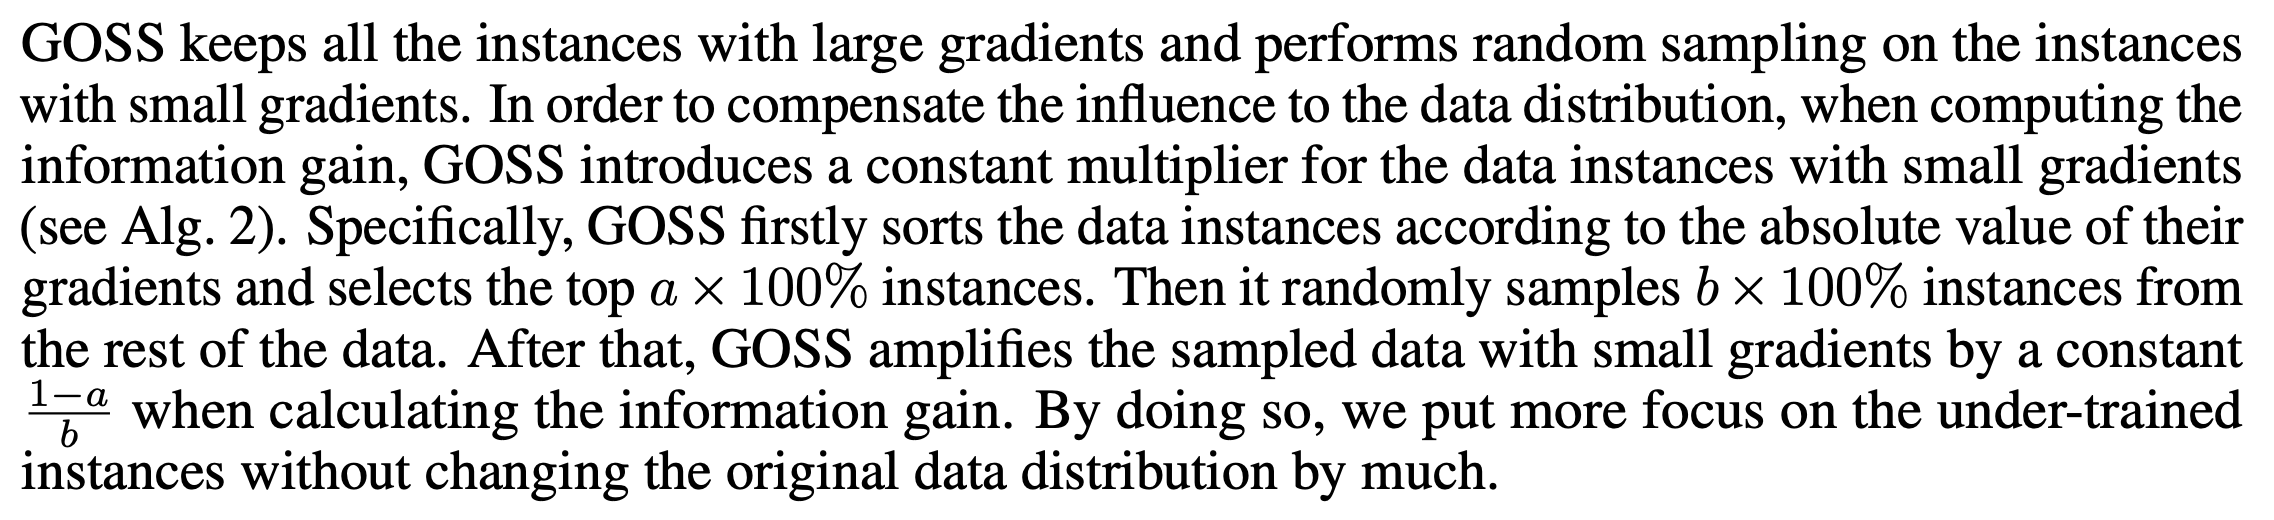 GOSS keeps all the instances with large gradients and performs random sampling on the instances
with small gradients. In order to compensate the influence to the data distribution, when computing the
information gain, GOSS introduces a constant multiplier for the data instances with small gradients
(see Alg. 2). Specifically, GOSS firstly sorts the data instances according to the absolute value of their
gradients and selects the top a × 100% instances. Then it randomly samples b × 100% instances from
the rest of the data. After that, GOSS amplifies the sampled data with small gradients by a constant
$\frac{1-a}{b}$ when calculating the information gain. By doing so, we put more focus on the under-trained
instances without changing the original data distribution by much.